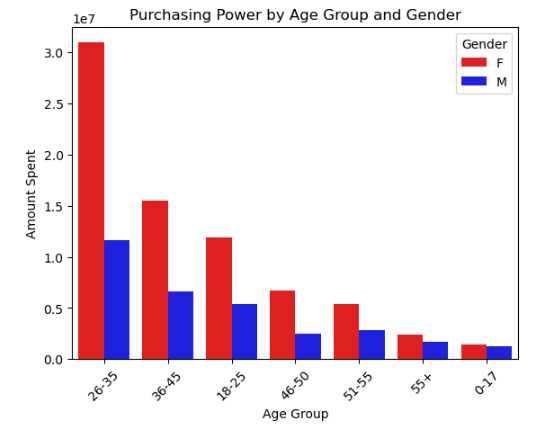 Purchasing Power by Age Group and Gender
1e7
Gender
F
M
3.0
2.5
2.0
1.5
1.0
0.5
0.0
Amount Spent
26-35
36-45
18-25
46-50
51-55
55+
0-17
Age Group